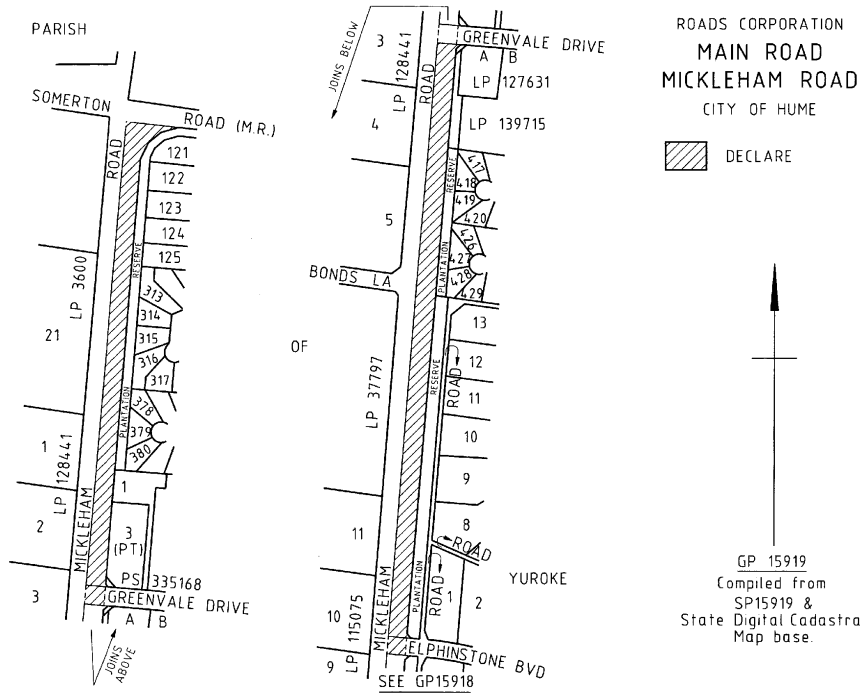 PARISH
SOMERTON
ROAD (M.R.)
ROAD
121
122
123
124
125
RESERVE
LP 3600
313
314
21
315
316
317
PLANTATION
378
379
380
1
LP 128441
1
2
MICKLEHAM
3
(PT)
PS 335168
3
GREENVALE DRIVE
A B
JOINS
ABOVE
JOINS BELOW
3
LP 128441
ROAD
GREENVALE DRIVE
A B
LP 127631
4
LP 139715
RESERVE
417
418
419
420
5
PLANTATION
426
427
428
429
BONDS LA
OF
13
12
ROAD
RESERVE
11
LP 37797
10
9
8
11
ROAD
YUROKE
PLANTATION
ROAD
1
2
10
LP 115075
MICKLEHAM
9
ELPHINSTONE BVD
SEE GP15918
ROADS CORPORATION
MAIN ROAD
MICKLEHAM ROAD
CITY OF HUME
DECLARE
GP 15919
Compiled from
SP15919 &
State Digital Cadastra
Map base.